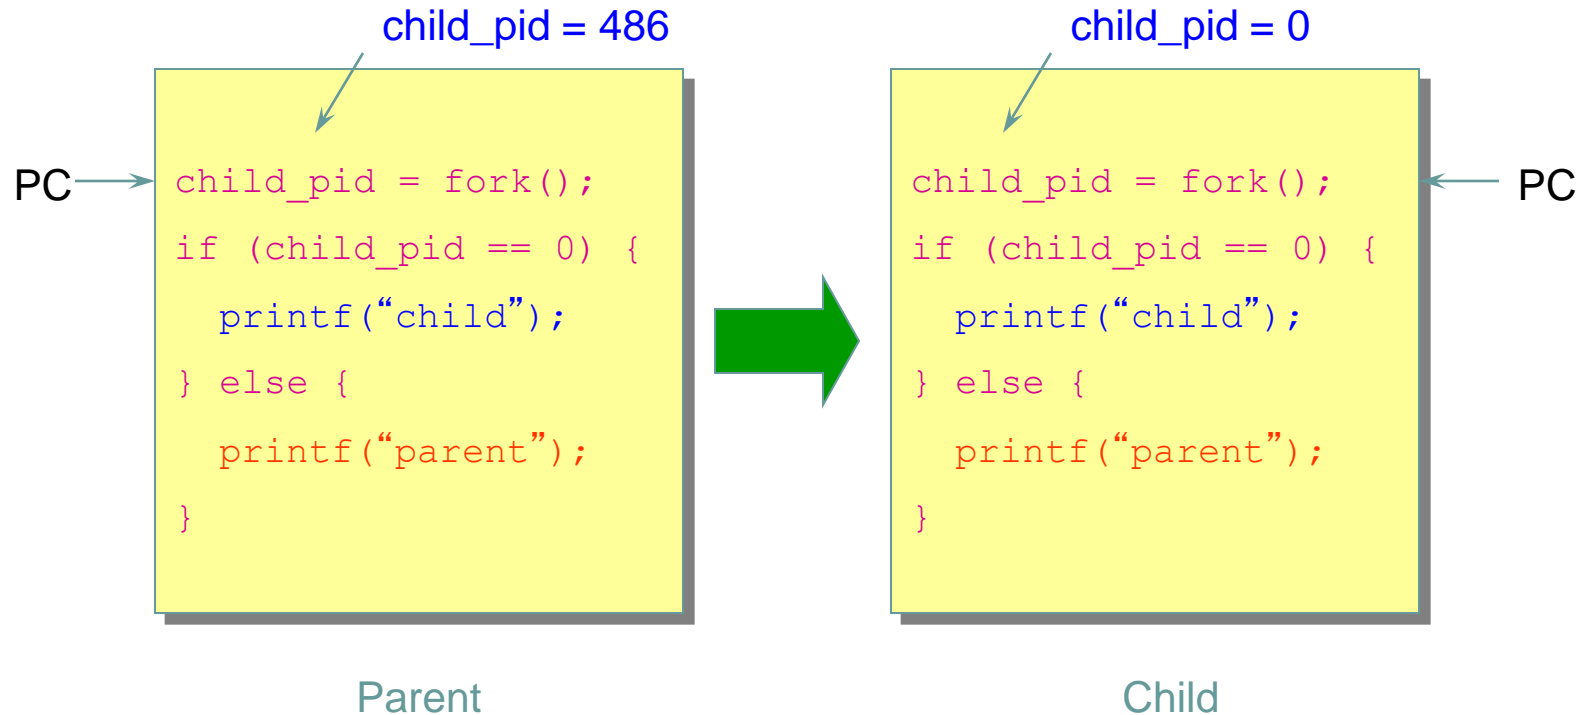 child_pid = 486
PC
child_pid = fork();
if (child_pid == 0) {
printf(“child”);
} else {
printf(“parent”);
}
Parent
child_pid = 0
child_pid = fork();
PC
if (child_pid == 0) {
printf(“child”);
} else {
printf(“parent”);
}
Child